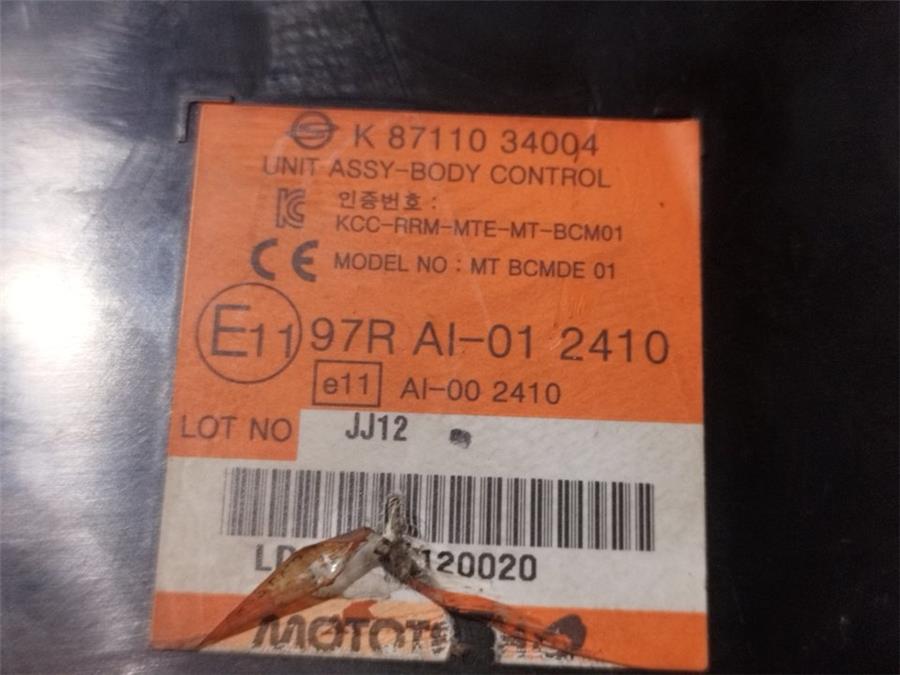 K 87110 34004
UNIT ASSY-BODY CONTROL
인증번호 :
KCC-RRM-MTE-MT-BCM01
CE MODEL NO : MT BCMDE 01
E11 97R AI-01 2410
e11 AI-00 2410
LOT NO JJ12
120020